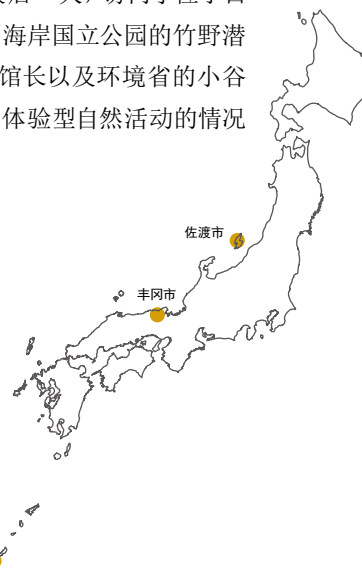 海岸国立公园的竹野潜
馆长以及环境省的小谷
体验型自然活动的情况
佐渡市
丰冈市